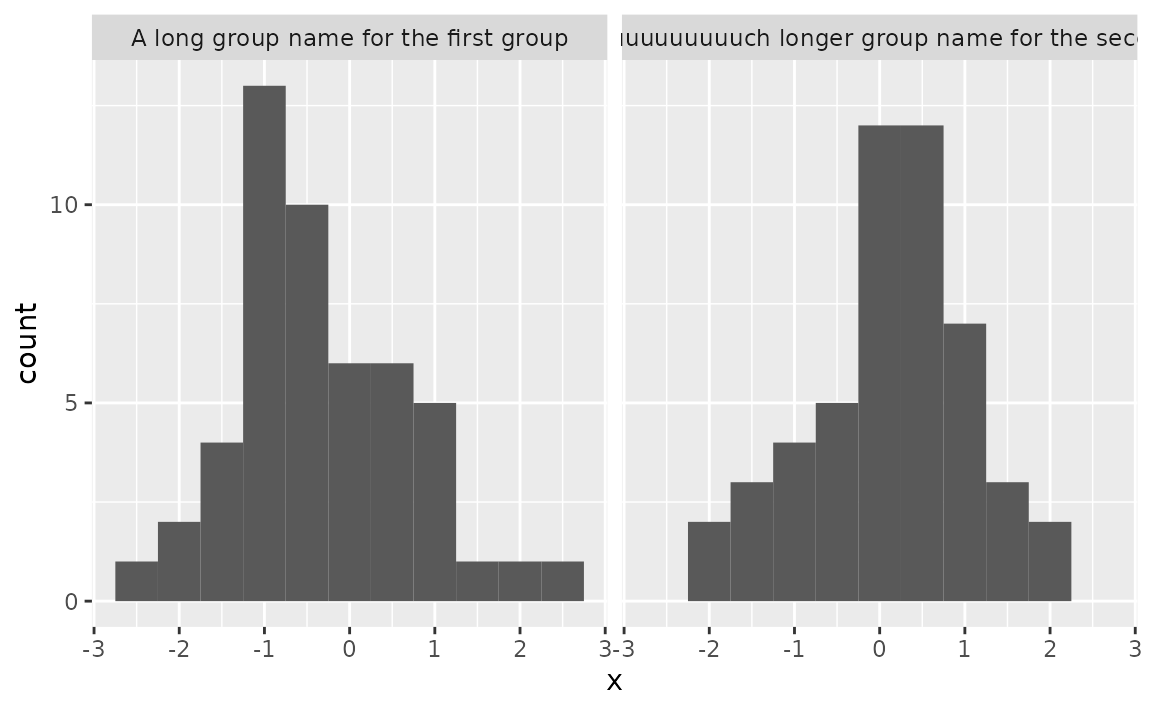 A long group name for the first group
uuuuuuuuuch longer group name for the sec
10
5
0
count
-3 -2 -1 0 1 2 3
-3 -2 -1 0 1 2 3
x